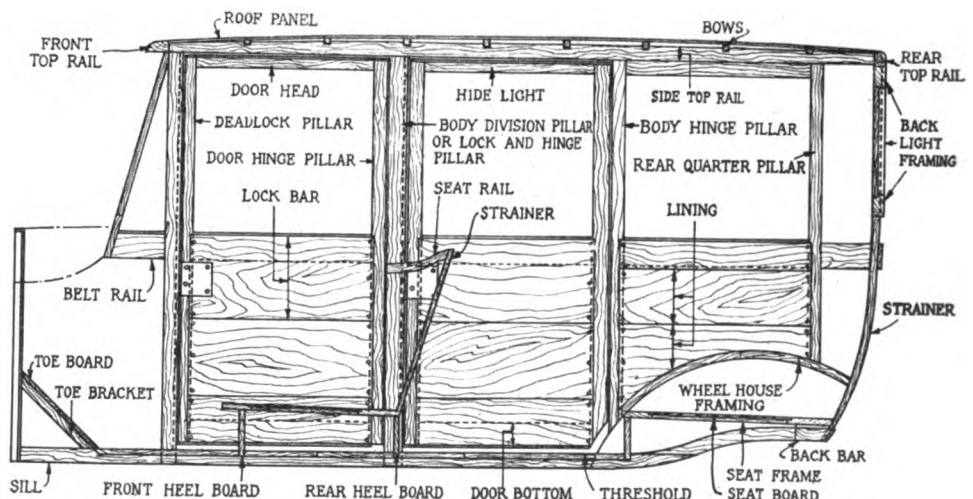 ROOF PANEL
BOWS
FRONT
TOP RAIL
REAR
TOP RAIL
DOOR HEAD
HIDE LIGHT
SIDE TOP RAIL
DEADLOCK PILLAR
BODY DIVISION PILLAR
OR LOCK AND HINGE
PILLAR
BODY HINGE PILLAR
BACK
LIGHT
FRAMING
DOOR HINGE PILLAR
REAR QUARTER PILLAR
LOCK BAR
SEAT RAIL
STRAINER
LINING
BELT RAIL
STRAINER
TOE BOARD
TOE BRACKET
WHEEL HOUSE
FRAMING
BACK BAR
SILL
FRONT HEEL BOARD
REAR HEEL BOARD
DOOR BOTTOM
THRESHOLD
SEAT FRAME
SEAT BOARD